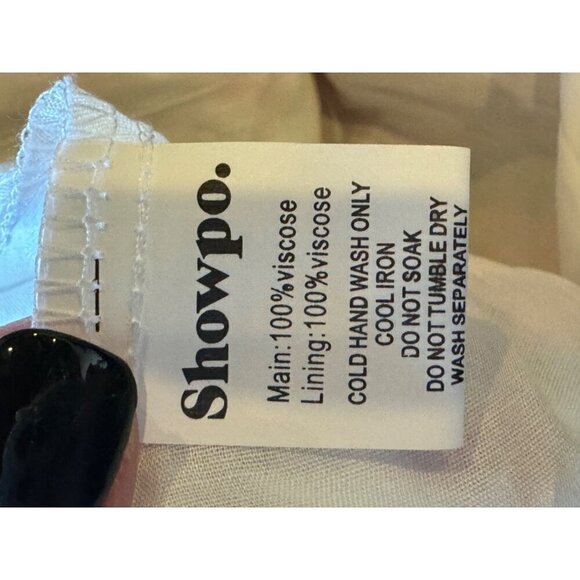 Showpo.
Main:100%viscose
Lining:100%viscose
COLD HAND WASH ONLY
COOL IRON
DO NOT SOAK
DO NOT TUMBLE DRY
WASH SEPARATELY